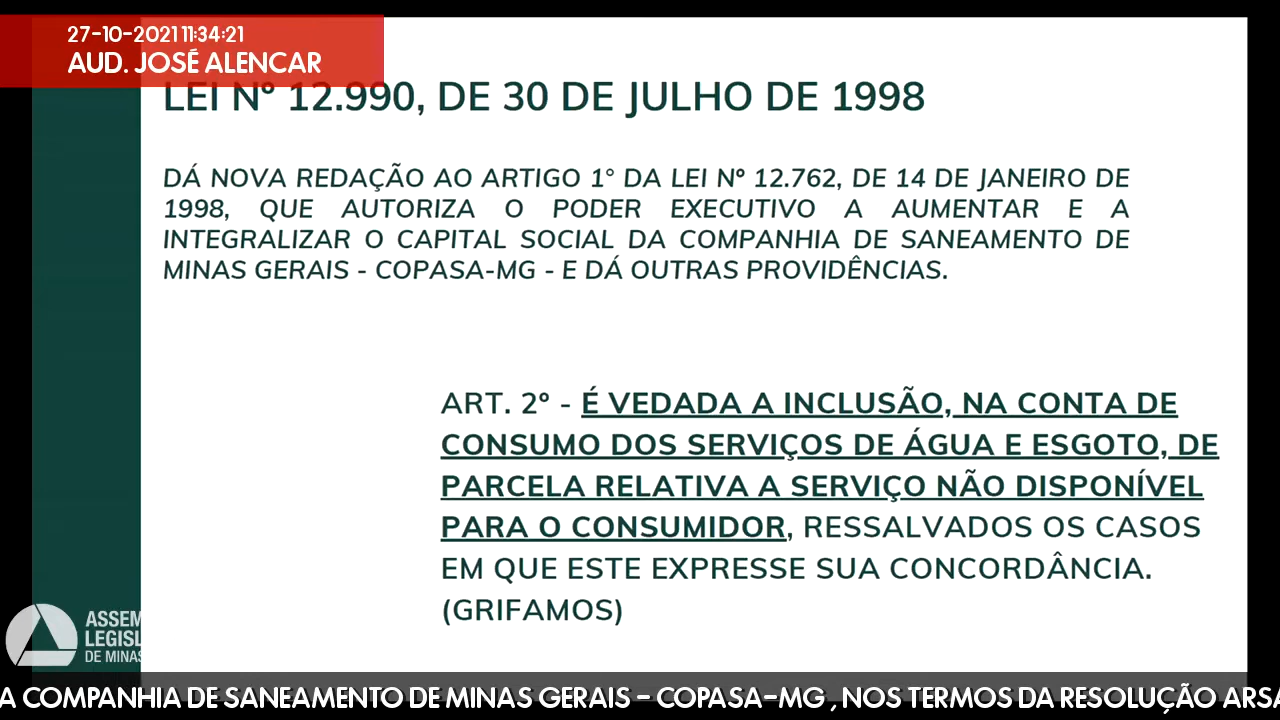 27-10-2021 11:34:21
AUD. JOSÉ ALENCAR
LEI Nº 12.990, DE 30 DE JULHO DE 1998
DÁ NOVA REDAÇÃO AO ARTIGO 1° DA LEI Nº 12.762, DE 14 DE JANEIRO DE
1998, QUE AUTORIZA O PODER EXECUTIVO A AUMENTAR E A
INTEGRALIZAR O CAPITAL SOCIAL DA COMPANHIA DE SANEAMENTO DE
MINAS GERAIS - COPASA-MG - E DÁ OUTRAS PROVIDÊNCIAS.
ART. 2º - É VEDADA A INCLUSÃO, NA CONTA DE
CONSUMO DOS SERVIÇOS DE ÁGUA E ESGOTO, DE
PARCELA RELATIVA A SERVIÇO NÃO DISPONÍVEL
PARA O CONSUMIDOR, RESSALVADOS OS CASOS
EM QUE ESTE EXPRESSE SUA CONCORDÂNCIA.
(GRIFAMOS)
ASSEM
LEGISL
DE MINAS
A COMPANHIA DE SANEAMENTO DE MINAS GERAIS - COPASA-MG , NOS TERMOS DA RESOLUÇÃO ARSA